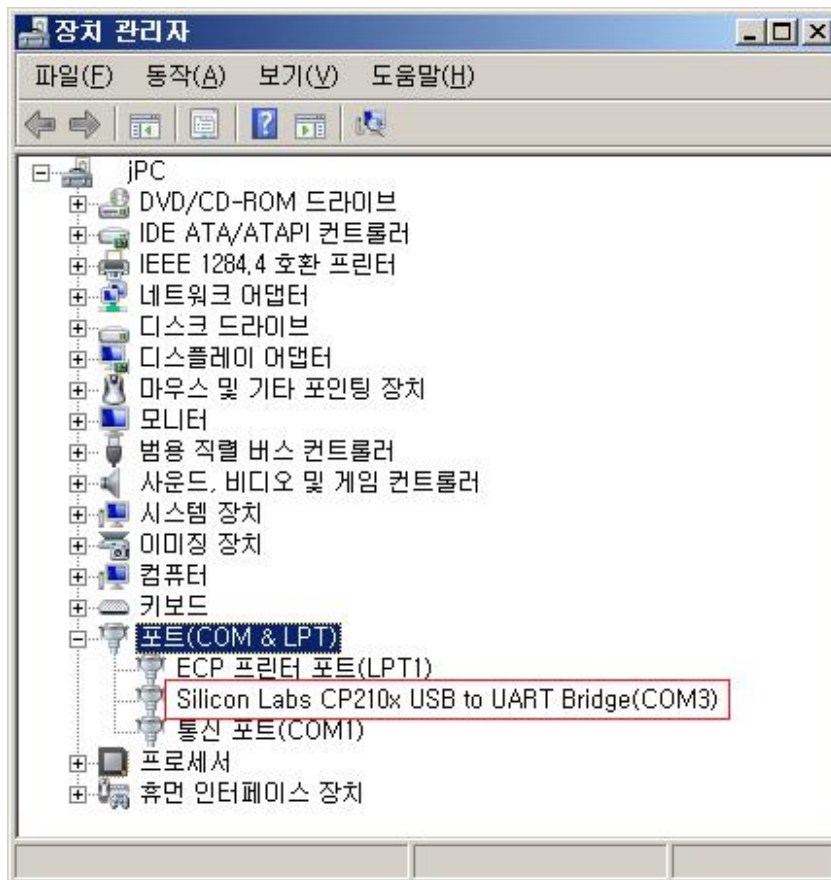 장치 관리자
파일(F) 동작(A) 보기(V) 도움말(H)
jPC
DVD/CD-ROM 드라이브
IDE ATA/ATAPI 컨트롤러
IEEE 1284.4 호환 프린터
네트워크 어댑터
디스크 드라이브
디스플레이 어댑터
마우스 및 기타 포인팅 장치
모니터
범용 직렬 버스 컨트롤러
사운드, 비디오 및 게임 컨트롤러
시스템 장치
이미징 장치
컴퓨터
키보드
포트(COM & LPT)
ECP 프린터 포트(LPT1)
Silicon Labs CP210x USB to UART Bridge(COM3)
통신 포트(COM1)
프로세서
휴먼 인터페이스 장치